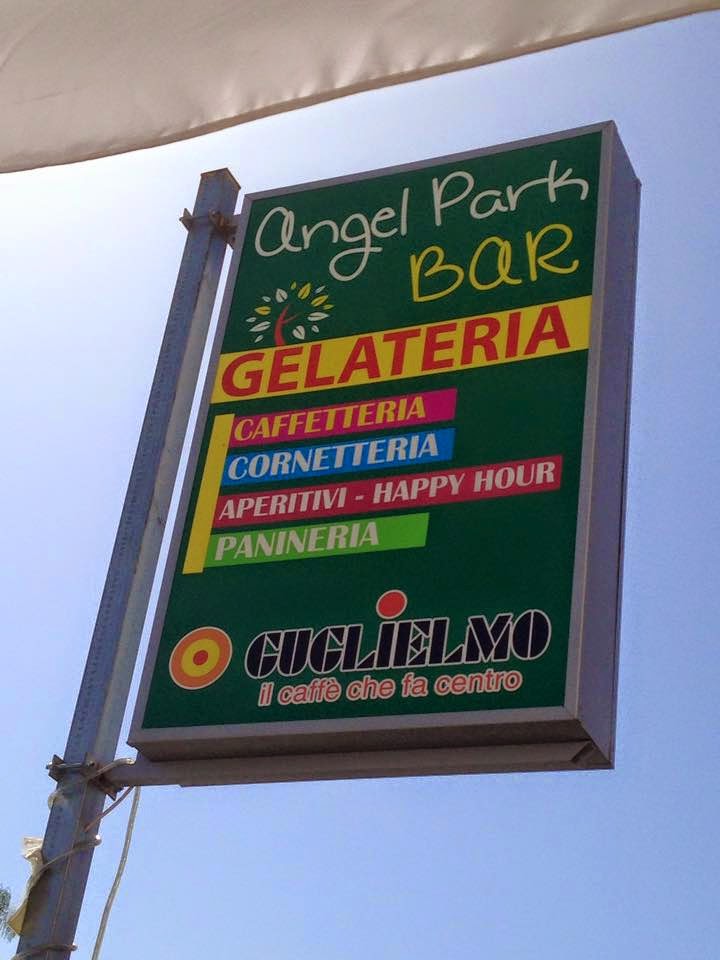 Angel Park
BAR
GELATERIA
CAFFETTERIA
CORNETTERIA
APERITIVI - HAPPY HOUR
PANINERIA
GUGLIELMO
il caffè che fa centro